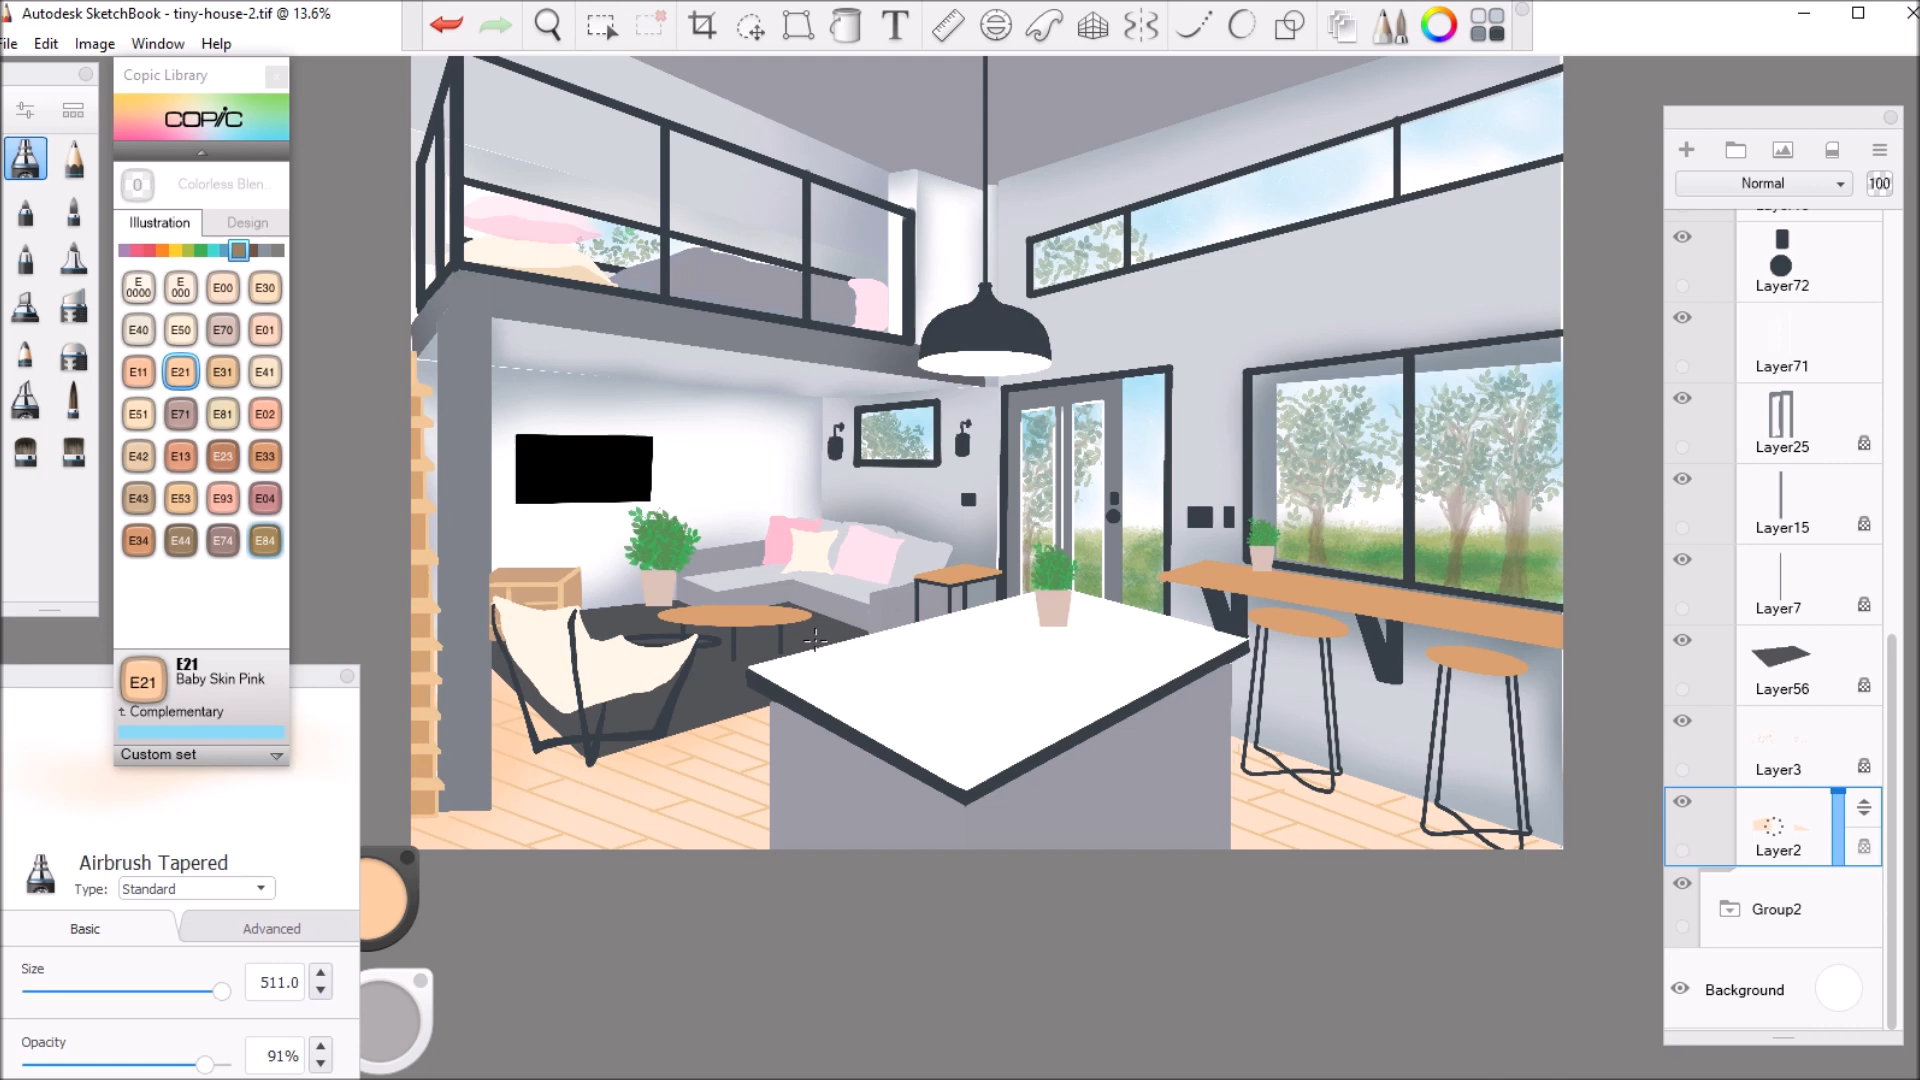 Autodesk SketchBook - tiny-house-2.tif @ 13.6%
File Edit Image Window Help
T
Copic Library
x
COPIC
0 Colorless Blen..
Illustration Design
E0000 E000 E00 E30
E40 E50 E70 E01
E11 E21 E31 E41
E51 E71 E81 E02
E42 E13 E23 E33
E43 E53 E93 E04
E34 E44 E74 E84
E21
E21
Baby Skin Pink
Complementary
Custom set
Airbrush Tapered
Type: Standard
Basic Advanced
Size
511.0
Opacity
91%
Normal 100
Layer72
Layer71
Layer25
Layer15
Layer7
Layer56
Layer3
Layer2
Group2
Background